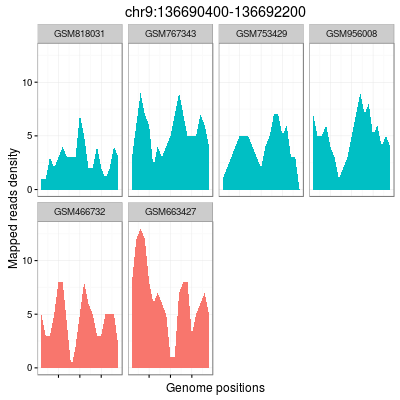 chr9:136690400-136692200
GSM818031 GSM767343 GSM753429 GSM956008
10
5
0
GSM466732 GSM663427
10
5
0
Mapped reads density
Genome positions